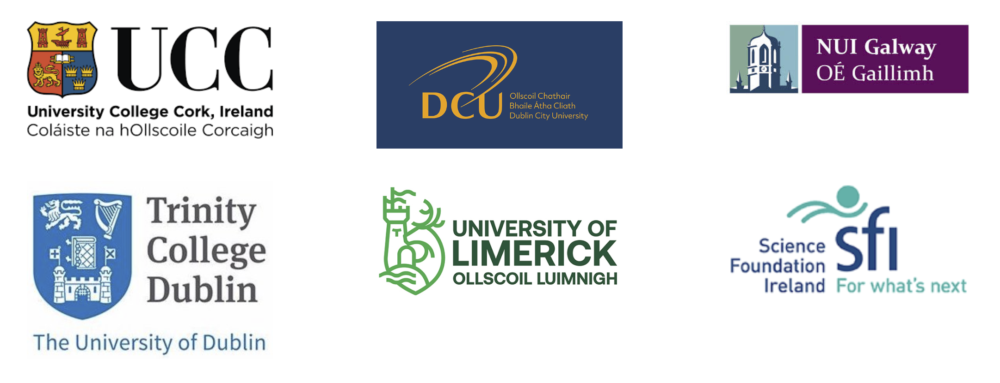 UCC
University College Cork, Ireland
Coláiste na hOllscoile Corcaigh
DCU
Ollscoil Chathair
Bhaile Átha Cliath
Dublin City University
NUI Galway
OÉ Gaillimh
Trinity
College
Dublin
The University of Dublin
UNIVERSITY OF
LIMERICK
OLLSCOIL LUIMNIGH
sfi
Science
Foundation
Ireland
For what's next